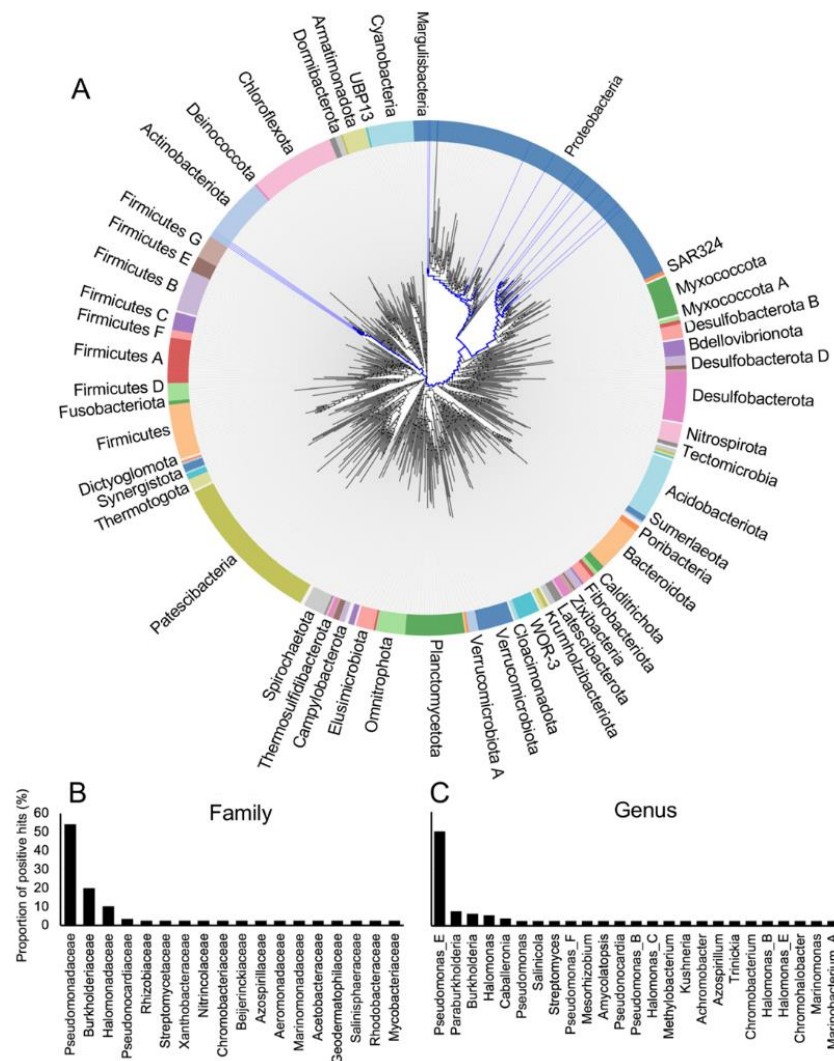 A
Margulisbacteria
Proteobacteria
SAR324
Myxococcota
Myxococcota A
Desulfobacterota B
Bdellovibrionota
Desulfobacterota D
Desulfobacterota
Nitrospirota
Tectomicrobia
Acidobacteriota
Sumerlaeota
Poribacteria
Bacteroidota
Calditrichota
Fibrobacteriota
Zixibacteria
Latescibacterota
Krumholzibacteriota
WOR-3
Cloacimonadota
Verrucomicrobiota
Verrucomicrobiota A
Planctomycetota
Omnitrophota
Elusimicrobiota
Campylobacterota
Thermosulfidibacterota
Spirochaetota
Patescibacteria
Thermotogota
Synergistota
Dictyoglomota
Firmicutes
Fusobacteriota
Firmicutes D
Firmicutes A
Firmicutes F
Firmicutes C
Firmicutes B
Firmicutes E
Firmicutes G
Actinobacteriota
Deinococcota
Chloroflexota
Dormibacterota
Armatimonadota
UBP13
Cyanobacteria
B
Family
Proportion of positive hits (%)
60
50
40
30
20
10
0
Pseudomonadaceae
Burkholderiaceae
Halomonadaceae
Pseudonocardiaceae
Rhizobiaceae
Streptomycetaceae
Xanthobacteraceae
Nitrincolaceae
Chromobacteriaceae
Beijerinckiaceae
Azospirillaceae
Aeromonadaceae
Marinomonadaceae
Acetobacteraceae
Geodermatophilaceae
Salinisphaeraceae
Rhodobacteraceae
Mycobacteriaceae
C
Genus
Pseudomonas_E
Paraburkholderia
Burkholderia
Halomonas
Caballeronia
Pseudomonas
Salinicola
Streptomyces
Pseudomonas_F
Mesorhizobium
Amycolatopsis
Pseudonocardia
Pseudomonas_B
Halomonas_C
Methylobacterium
Kushneria
Achromobacter
Azospirillum
Trinickia
Chromobacterium
Halomonas_B
Halomonas_E
Chromohalobacter
Marinomonas
Marinobacterium_A